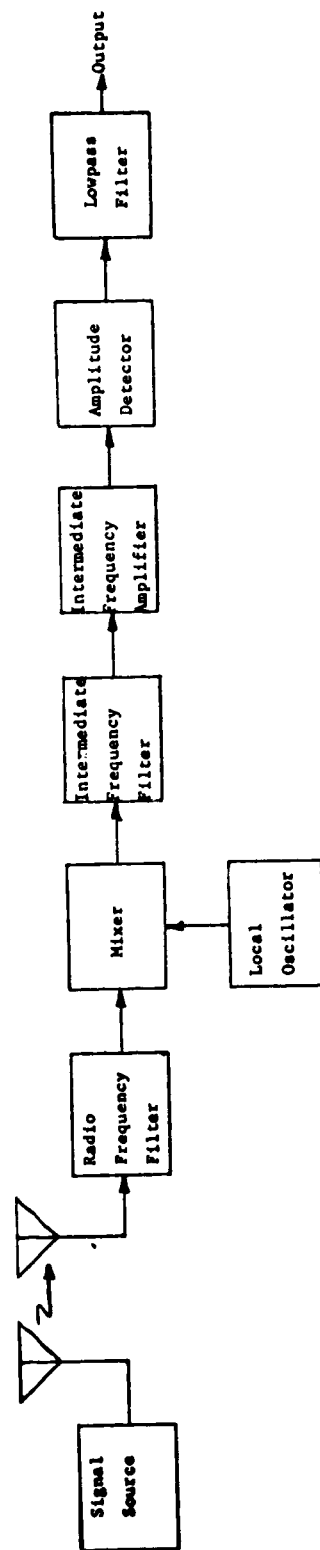 Signal
Source
Radio
Frequency
Filter
Mixer
Local
Oscillator
Intermediate
Frequency
Filter
Intermediate
Frequency
Amplifier
Amplitude
Detector
Lowpass
Filter
Output